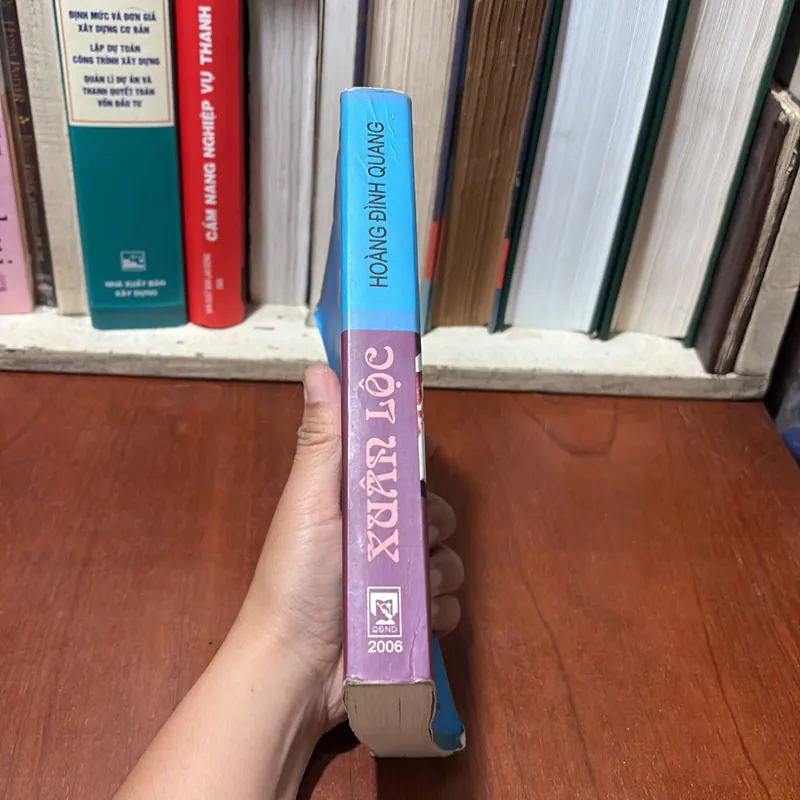 ĐỊNH MỨC VÀ ĐƠN GIÁ
XÂY DỰNG CƠ BẢN
LẬP DỰ TOÁN
CÔNG TRÌNH XÂY DỰNG
QUẢN LÍ DỰ ÁN VÀ
THANH QUYẾT TOÁN
VỐN ĐẦU TƯ
NHÀ XUẤT BẢN
XÂY DỰNG
CẨM NANG NGHIỆP VỤ THANH
HOÀNG ĐÌNH QUANG
XUÂN LỘC
QĐND
2006